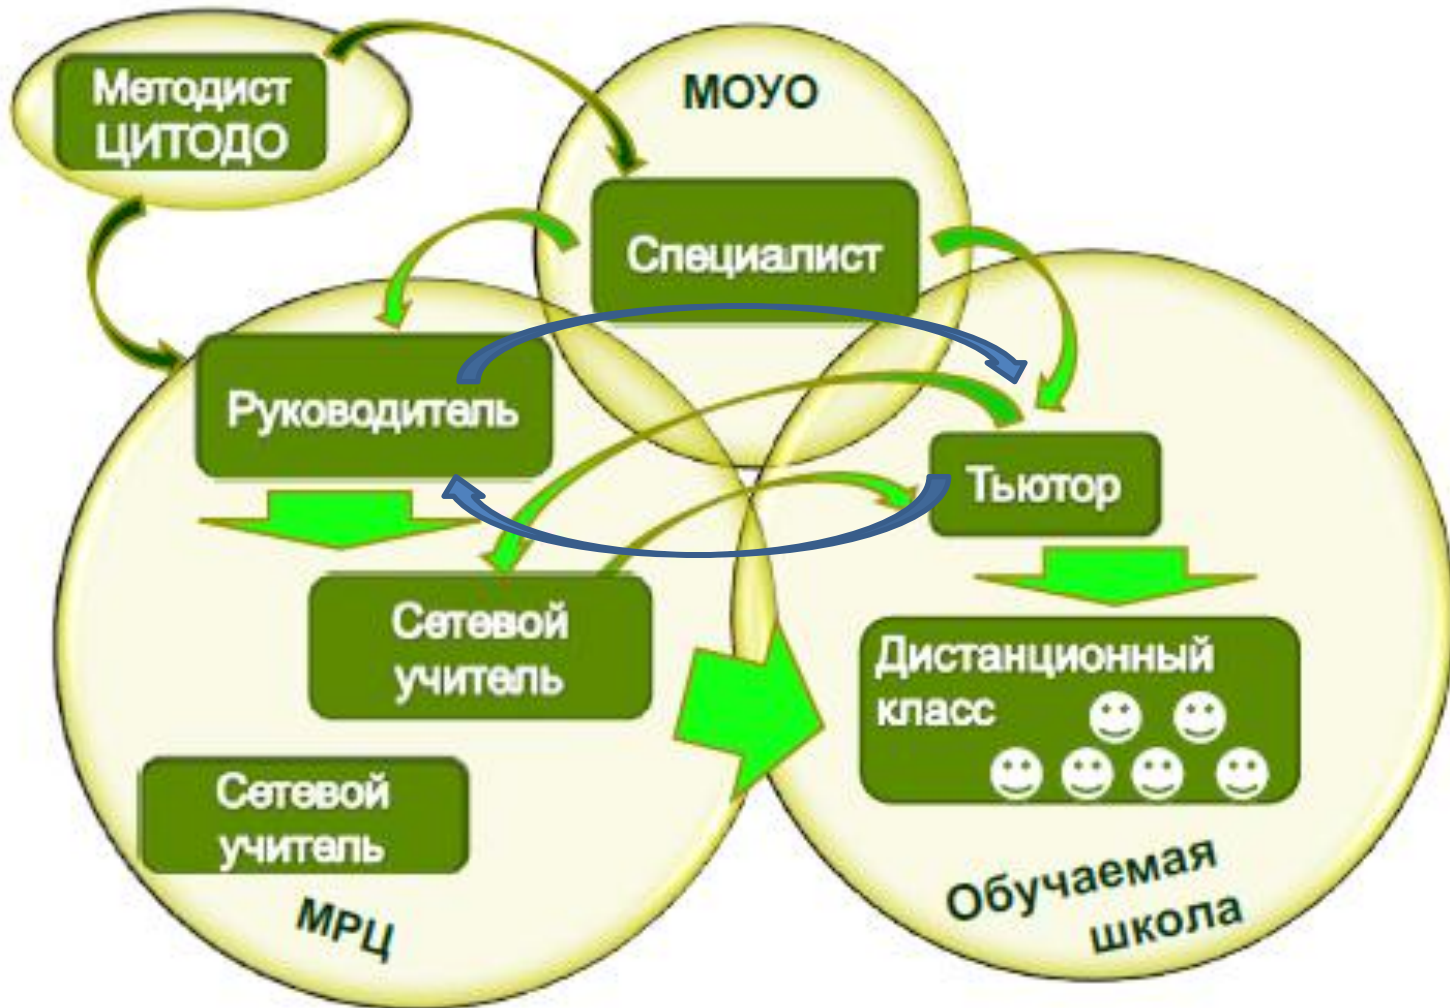 Методист
ЦИТОДО
МОУО
Специалист
Руководитель
Тьютор
Сетевой
учитель
Дистанционный
класс
Сетевой
учитель
МРЦ
Обучаемая
школа